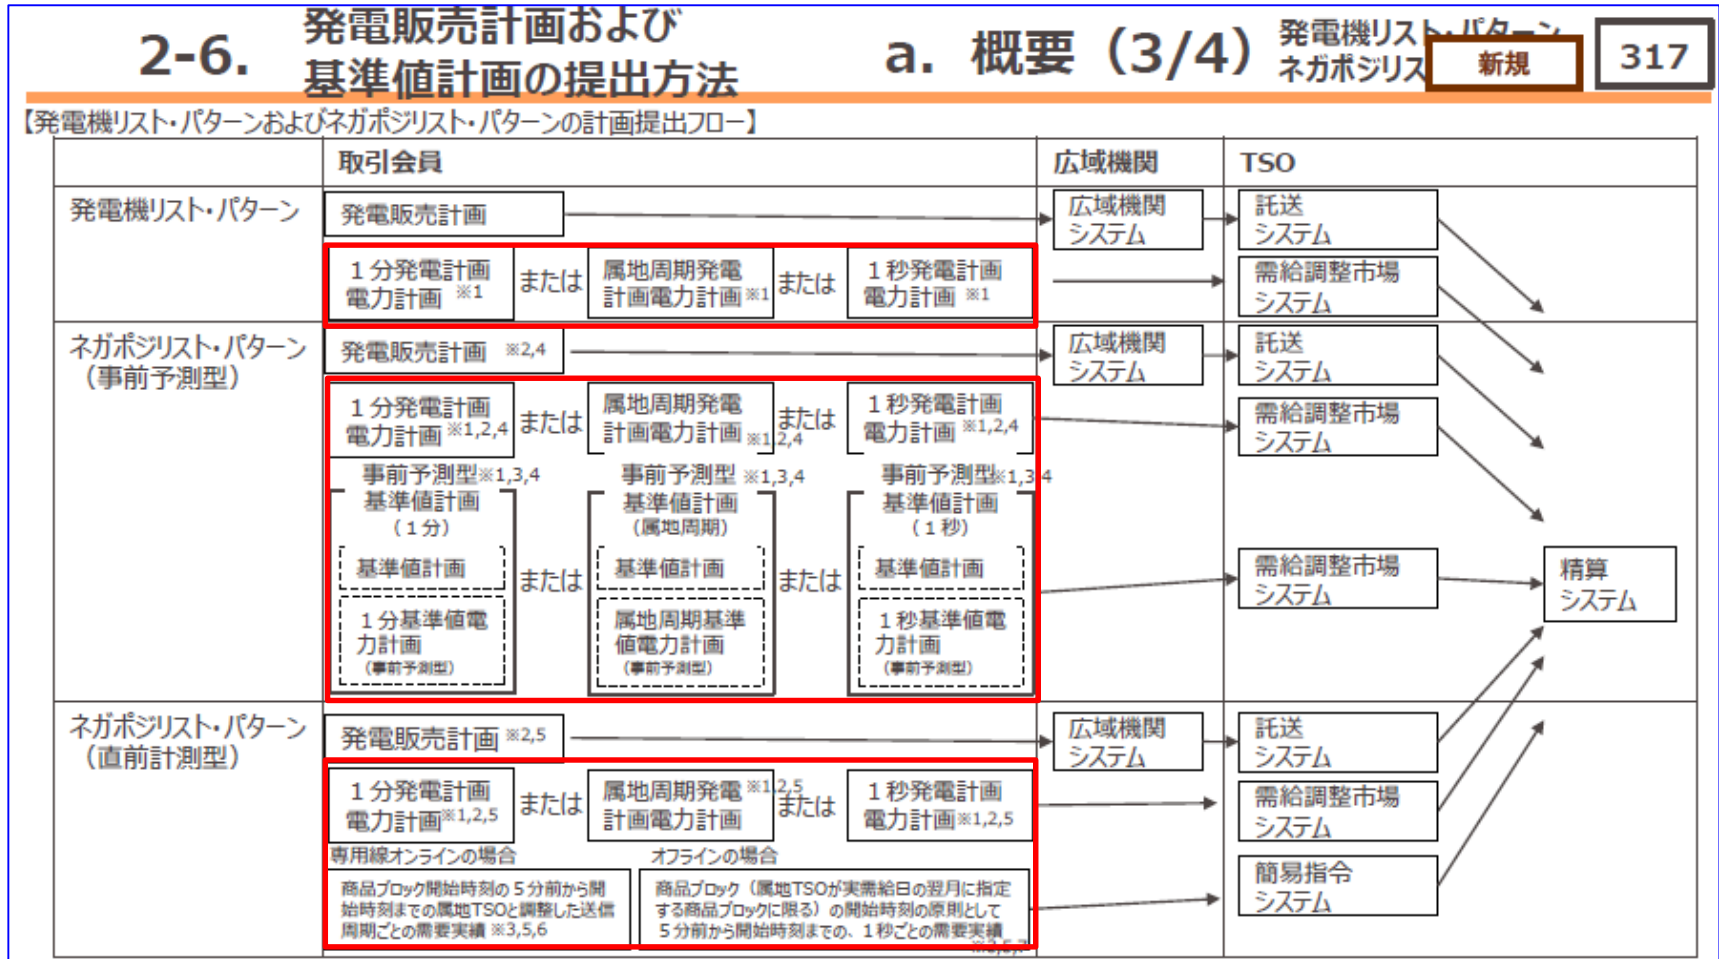 2-6.
発電販売計画および
基準値計画の提出方法
a. 概要（3/4）
発電機リスト・パターン
ネガポジリス
新規
317
【発電機リスト・パターンおよびネガポジリスト・パターンの計画提出フロー】
取引会員
広域機関
TSO
発電機リスト・パターン
発電販売計画
広域機関
システム
託送
システム
１分発電計画
電力計画 ※1
または
属地周期発電
計画電力計画※1
または
１秒発電計画
電力計画 ※1
需給調整市場
システム
ネガポジリスト・パターン
（事前予測型）
発電販売計画 ※2,4
広域機関
システム
託送
システム
１分発電計画
電力計画※1,2,4
または
属地周期発電
計画電力計画※1,2,4
または
１秒発電計画
電力計画 ※1,2,4
需給調整市場
システム
事前予測型※1,3,4
基準値計画
（１分）
基準値計画
１分基準値電
力計画
（事前予測型）
または
事前予測型 ※1,3,4
基準値計画
（属地周期）
基準値計画
属地周期基準
値電力計画
（事前予測型）
または
事前予測型※1,3,4
基準値計画
（１秒）
基準値計画
１秒基準値電
力計画
（事前予測型）
需給調整市場
システム
精算
システム
ネガポジリスト・パターン
（直前計測型）
発電販売計画 ※2,5
広域機関
システム
託送
システム
１分発電計画
電力計画※1,2,5
または
属地周期発電 ※1,2,5
計画電力計画
または
１秒発電計画
電力計画※1,2,5
需給調整市場
システム
専用線オンラインの場合
商品ブロック開始時刻の５分前から開
始時刻までの属地TSOと調整した送信
周期ごとの需要実績 ※3,5,6
オフラインの場合
商品ブロック（属地TSOが実需給日の翌月に指定
する商品ブロックに限る）の開始時刻の原則として
５分前から開始時刻までの、１秒ごとの需要実績
簡易指令
システム